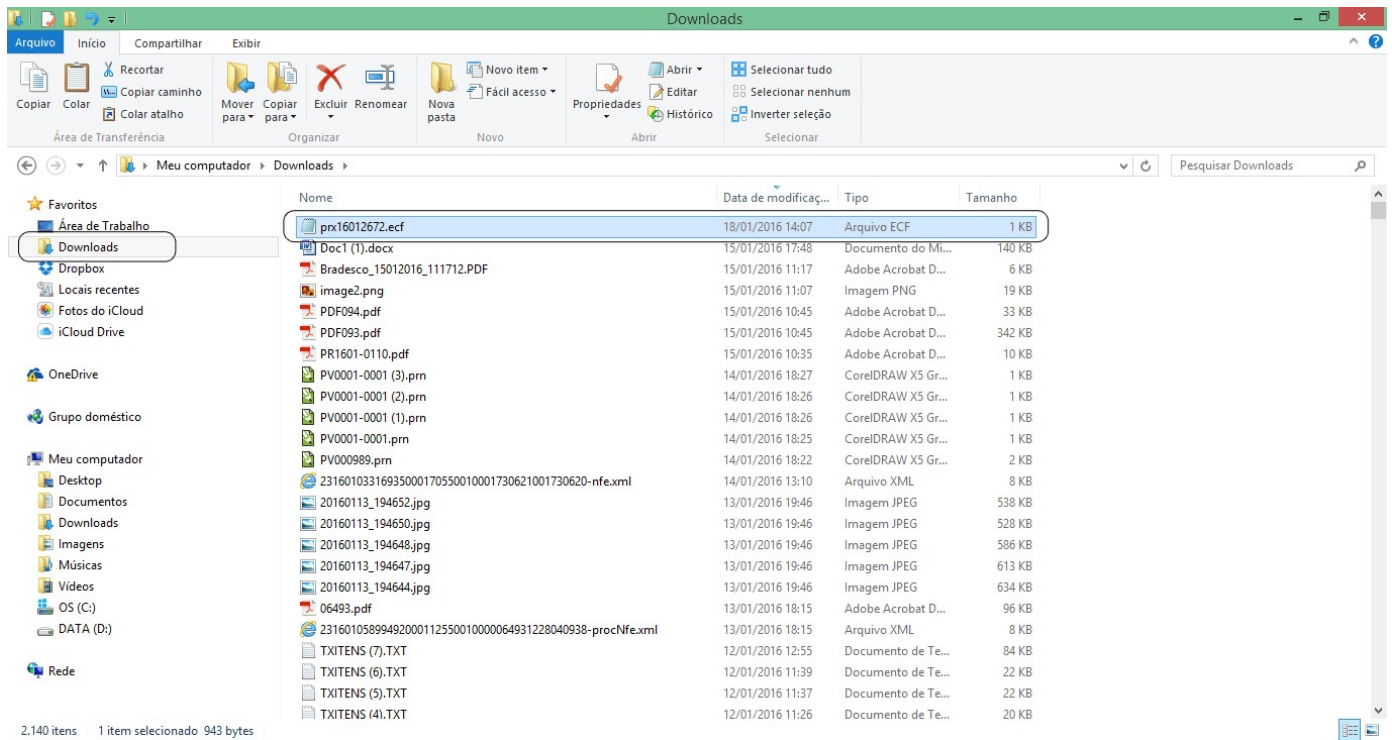 Downloads
Arquivo Início Compartilhar Exibir
Copiar
Colar
Recortar
Copiar caminho
Colar atalho
Mover para
Copiar para
Excluir
Renomear
Nova pasta
Novo item
Fácil acesso
Propriedades
Abrir
Editar
Histórico
Selecionar tudo
Selecionar nenhum
Inverter seleção
Área de Transferência Organizar Novo Abrir Selecionar
Meu computador Downloads Pesquisar Downloads
Favoritos
Área de Trabalho
Downloads
Dropbox
Locais recentes
Fotos do iCloud
iCloud Drive
OneDrive
Grupo doméstico
Meu computador
Desktop
Documentos
Downloads
Imagens
Músicas
Vídeos
OS (C:)
DATA (D:)
Rede
Nome Data de modificaç... Tipo Tamanho
prx16012672.ecf 18/01/2016 14:07 Arquivo ECF 1 KB
Doc1 (1).docx 15/01/2016 17:48 Documento do Mi... 140 KB
Bradesco_15012016_111712.PDF 15/01/2016 11:17 Adobe Acrobat D... 6 KB
image2.png 15/01/2016 11:07 Imagem PNG 19 KB
PDF094.pdf 15/01/2016 10:45 Adobe Acrobat D... 33 KB
PDF093.pdf 15/01/2016 10:45 Adobe Acrobat D... 342 KB
PR1601-0110.pdf 15/01/2016 10:35 Adobe Acrobat D... 10 KB
PV0001-0001 (3).prn 14/01/2016 18:27 CorelDRAW X5 Gr... 1 KB
PV0001-0001 (2).prn 14/01/2016 18:26 CorelDRAW X5 Gr... 1 KB
PV0001-0001 (1).prn 14/01/2016 18:26 CorelDRAW X5 Gr... 1 KB
PV0001-0001.prn 14/01/2016 18:25 CorelDRAW X5 Gr... 1 KB
PV000989.prn 14/01/2016 18:22 CorelDRAW X5 Gr... 2 KB
23160103316935000170550010001730621001730620-nfe.xml 14/01/2016 13:10 Arquivo XML 8 KB
20160113_194652.jpg 13/01/2016 19:46 Imagem JPEG 538 KB
20160113_194650.jpg 13/01/2016 19:46 Imagem JPEG 528 KB
20160113_194648.jpg 13/01/2016 19:46 Imagem JPEG 586 KB
20160113_194647.jpg 13/01/2016 19:46 Imagem JPEG 613 KB
20160113_194644.jpg 13/01/2016 19:46 Imagem JPEG 634 KB
06493.pdf 13/01/2016 18:15 Adobe Acrobat D... 96 KB
23160105899492000112550010000064931228040938-procNfe.xml 13/01/2016 18:15 Arquivo XML 8 KB
TXITENS (7).TXT 12/01/2016 12:55 Documento de Te... 84 KB
TXITENS (6).TXT 12/01/2016 11:39 Documento de Te... 22 KB
TXITENS (5).TXT 12/01/2016 11:37 Documento de Te... 22 KB
TXITENS (4).TXT 12/01/2016 11:26 Documento de Te... 20 KB
2.140 itens 1 item selecionado 943 bytes